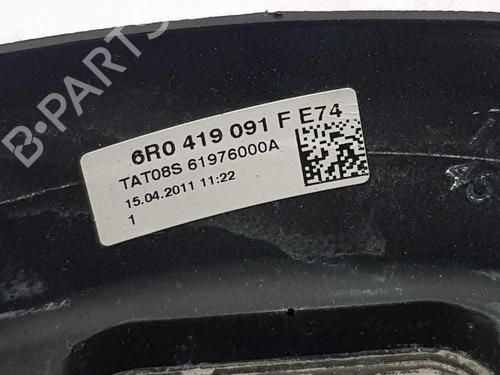 6R0 419 091 F E74
TAT08S 61976000A
15.04.2011 11:22
1
B-Parts